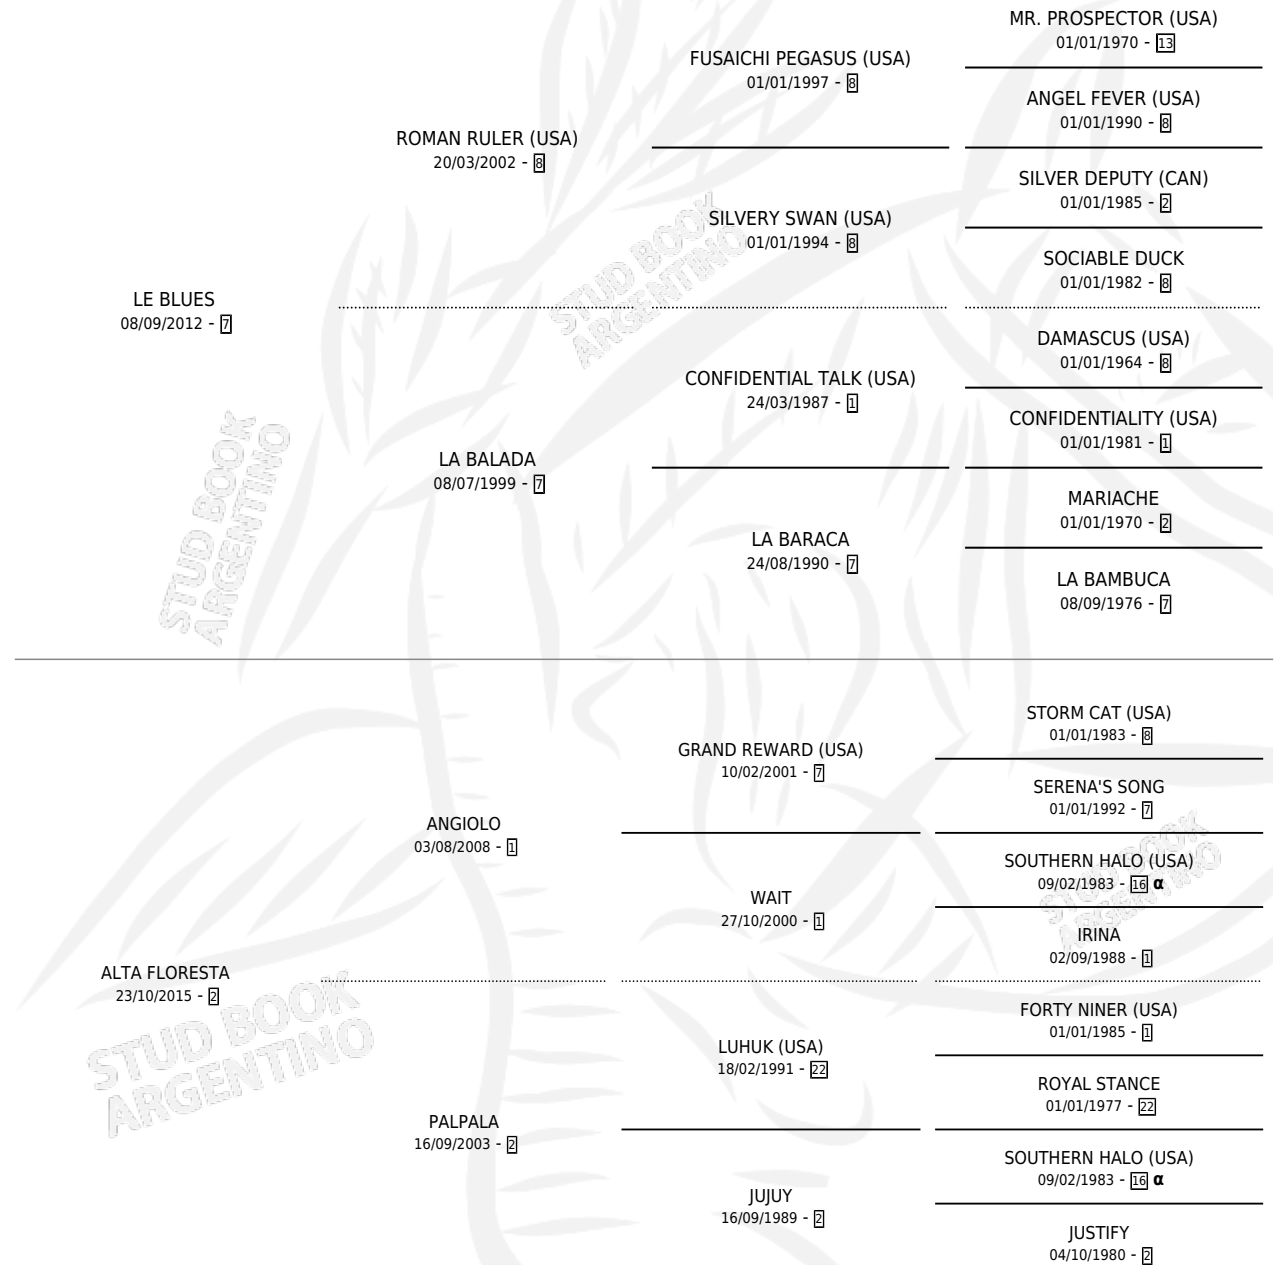 MR. PROSPECTOR (USA)
01/01/1970 - 13
FUSAICHI PEGASUS (USA)
01/01/1997 - 8
ANGEL FEVER (USA)
01/01/1990 - 8
ROMAN RULER (USA)
20/03/2002 - 8
SILVER DEPUTY (CAN)
01/01/1985 - 2
SILVERY SWAN (USA)
01/01/1994 - 8
SOCIABLE DUCK
01/01/1982 - 8
STUD BOOK
ARGENTINO
LE BLUES
08/09/2012 - 7
DAMASCUS (USA)
01/01/1964 - 8
CONFIDENTIAL TALK (USA)
24/03/1987 - 1
CONFIDENTIALITY (USA)
01/01/1981 - 1
LA BALADA
08/07/1999 - 7
MARIACHE
01/01/1970 - 2
LA BARACA
24/08/1990 - 7
LA BAMBUCA
08/09/1976 - 7
STUD BOOK
ARGENTINO
STORM CAT (USA)
01/01/1983 - 8
GRAND REWARD (USA)
10/02/2001 - 7
SERENA'S SONG
01/01/1992 - 7
ANGIOLO
03/08/2008 - 1
SOUTHERN HALO (USA)
09/02/1983 - 16 α
WAIT
27/10/2000 - 1
IRINA
02/09/1988 - 1
STUD BOOK
ARGENTINO
ALTA FLORESTA
23/10/2015 - 2
FORTY NINER (USA)
01/01/1985 - 1
LUHUK (USA)
18/02/1991 - 22
ROYAL STANCE
01/01/1977 - 22
STUD BOOK
ARGENTINO
PALPALA
16/09/2003 - 2
SOUTHERN HALO (USA)
09/02/1983 - 16 α
JUJUY
16/09/1989 - 2
JUSTIFY
04/10/1980 - 2